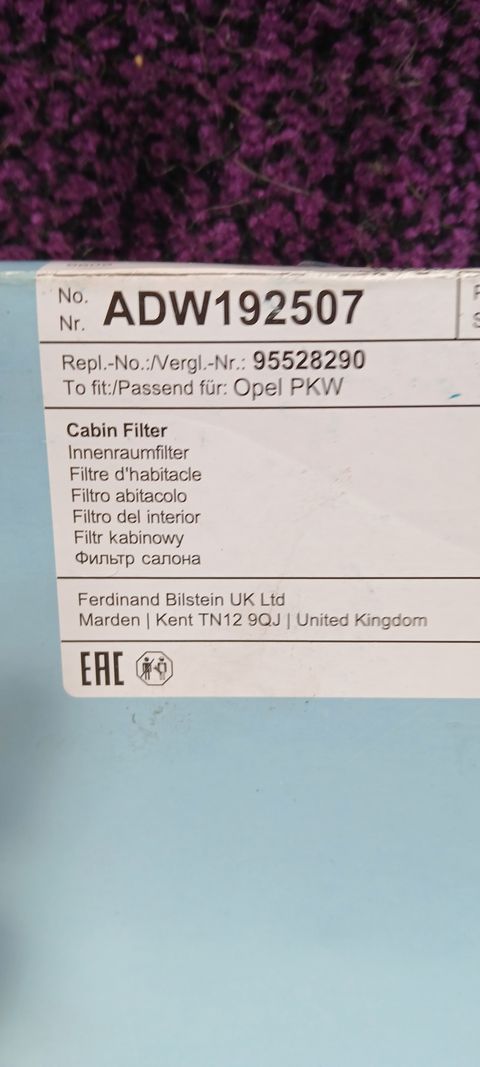 No.
Nr. ADW192507
Repl.-No.:/Vergl.-Nr.: 95528290
To fit:/Passend für: Opel PKW
Cabin Filter
Innenraumfilter
Filtre d'habitacle
Filtro abitacolo
Filtro del interior
Filtr kabinowy
Фильтр салона
Ferdinand Bilstein UK Ltd
Marden | Kent TN12 9QJ | United Kingdom
EAC